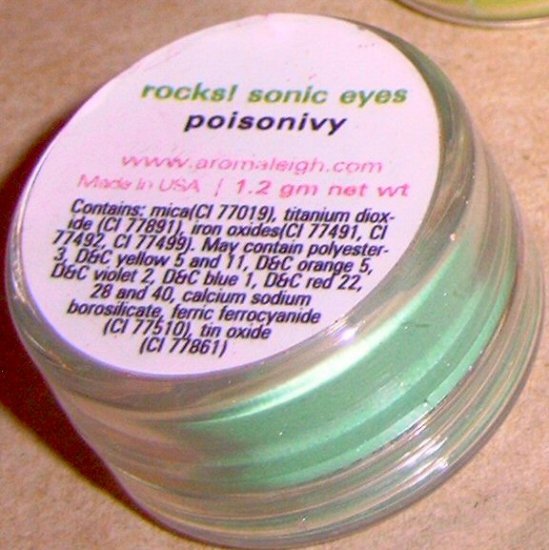 rocks! sonic eyes
poisonivy
www.aromaleigh.com
Made in USA | 1.2 gm net wt
Contains: mica(CI 77019), titanium diox-
ide (CI 77891), iron oxides(CI 77491, CI
77492, CI 77499). May contain polyester-
3, D&C yellow 5 and 11, D&C orange 5,
D&C violet 2, D&C blue 1, D&C red 22,
28 and 40, calcium sodium
borosilicate, ferric ferrocyanide
(CI 77510), tin oxide
(CI 77861)